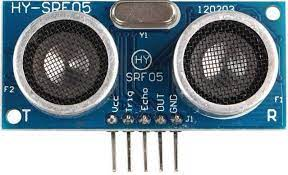 HY-SRF05
Y1
120203
HY
SRF05
F2
F1
Vcc
Trig
Echo
OUT
GND
J1
T
R